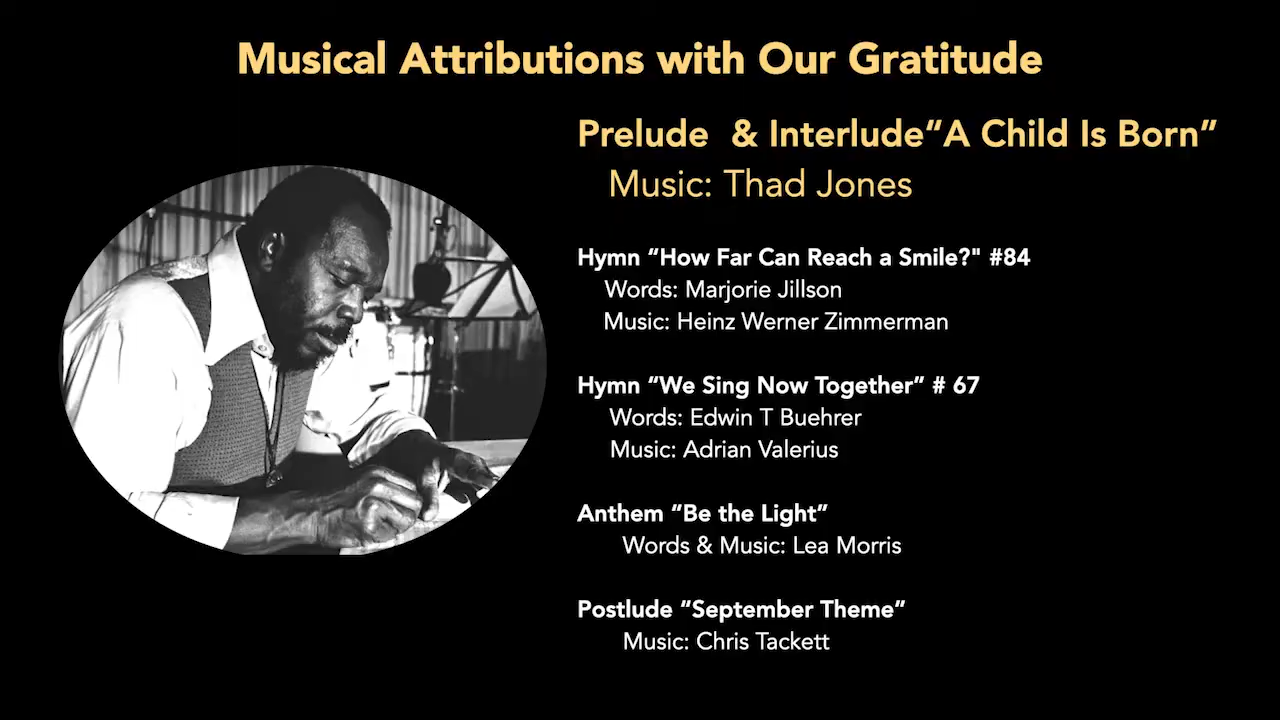 Musical Attributions with Our Gratitude
Prelude  & Interlude“A Child Is Born”
Music: Thad Jones
Hymn “How Far Can Reach a Smile?" #84
Words: Marjorie Jillson
Music: Heinz Werner Zimmerman
Hymn “We Sing Now Together” # 67
Words: Edwin T Buehrer
Music: Adrian Valerius
Anthem “Be the Light”
Words & Music: Lea Morris
Postlude “September Theme”
Music: Chris Tackett